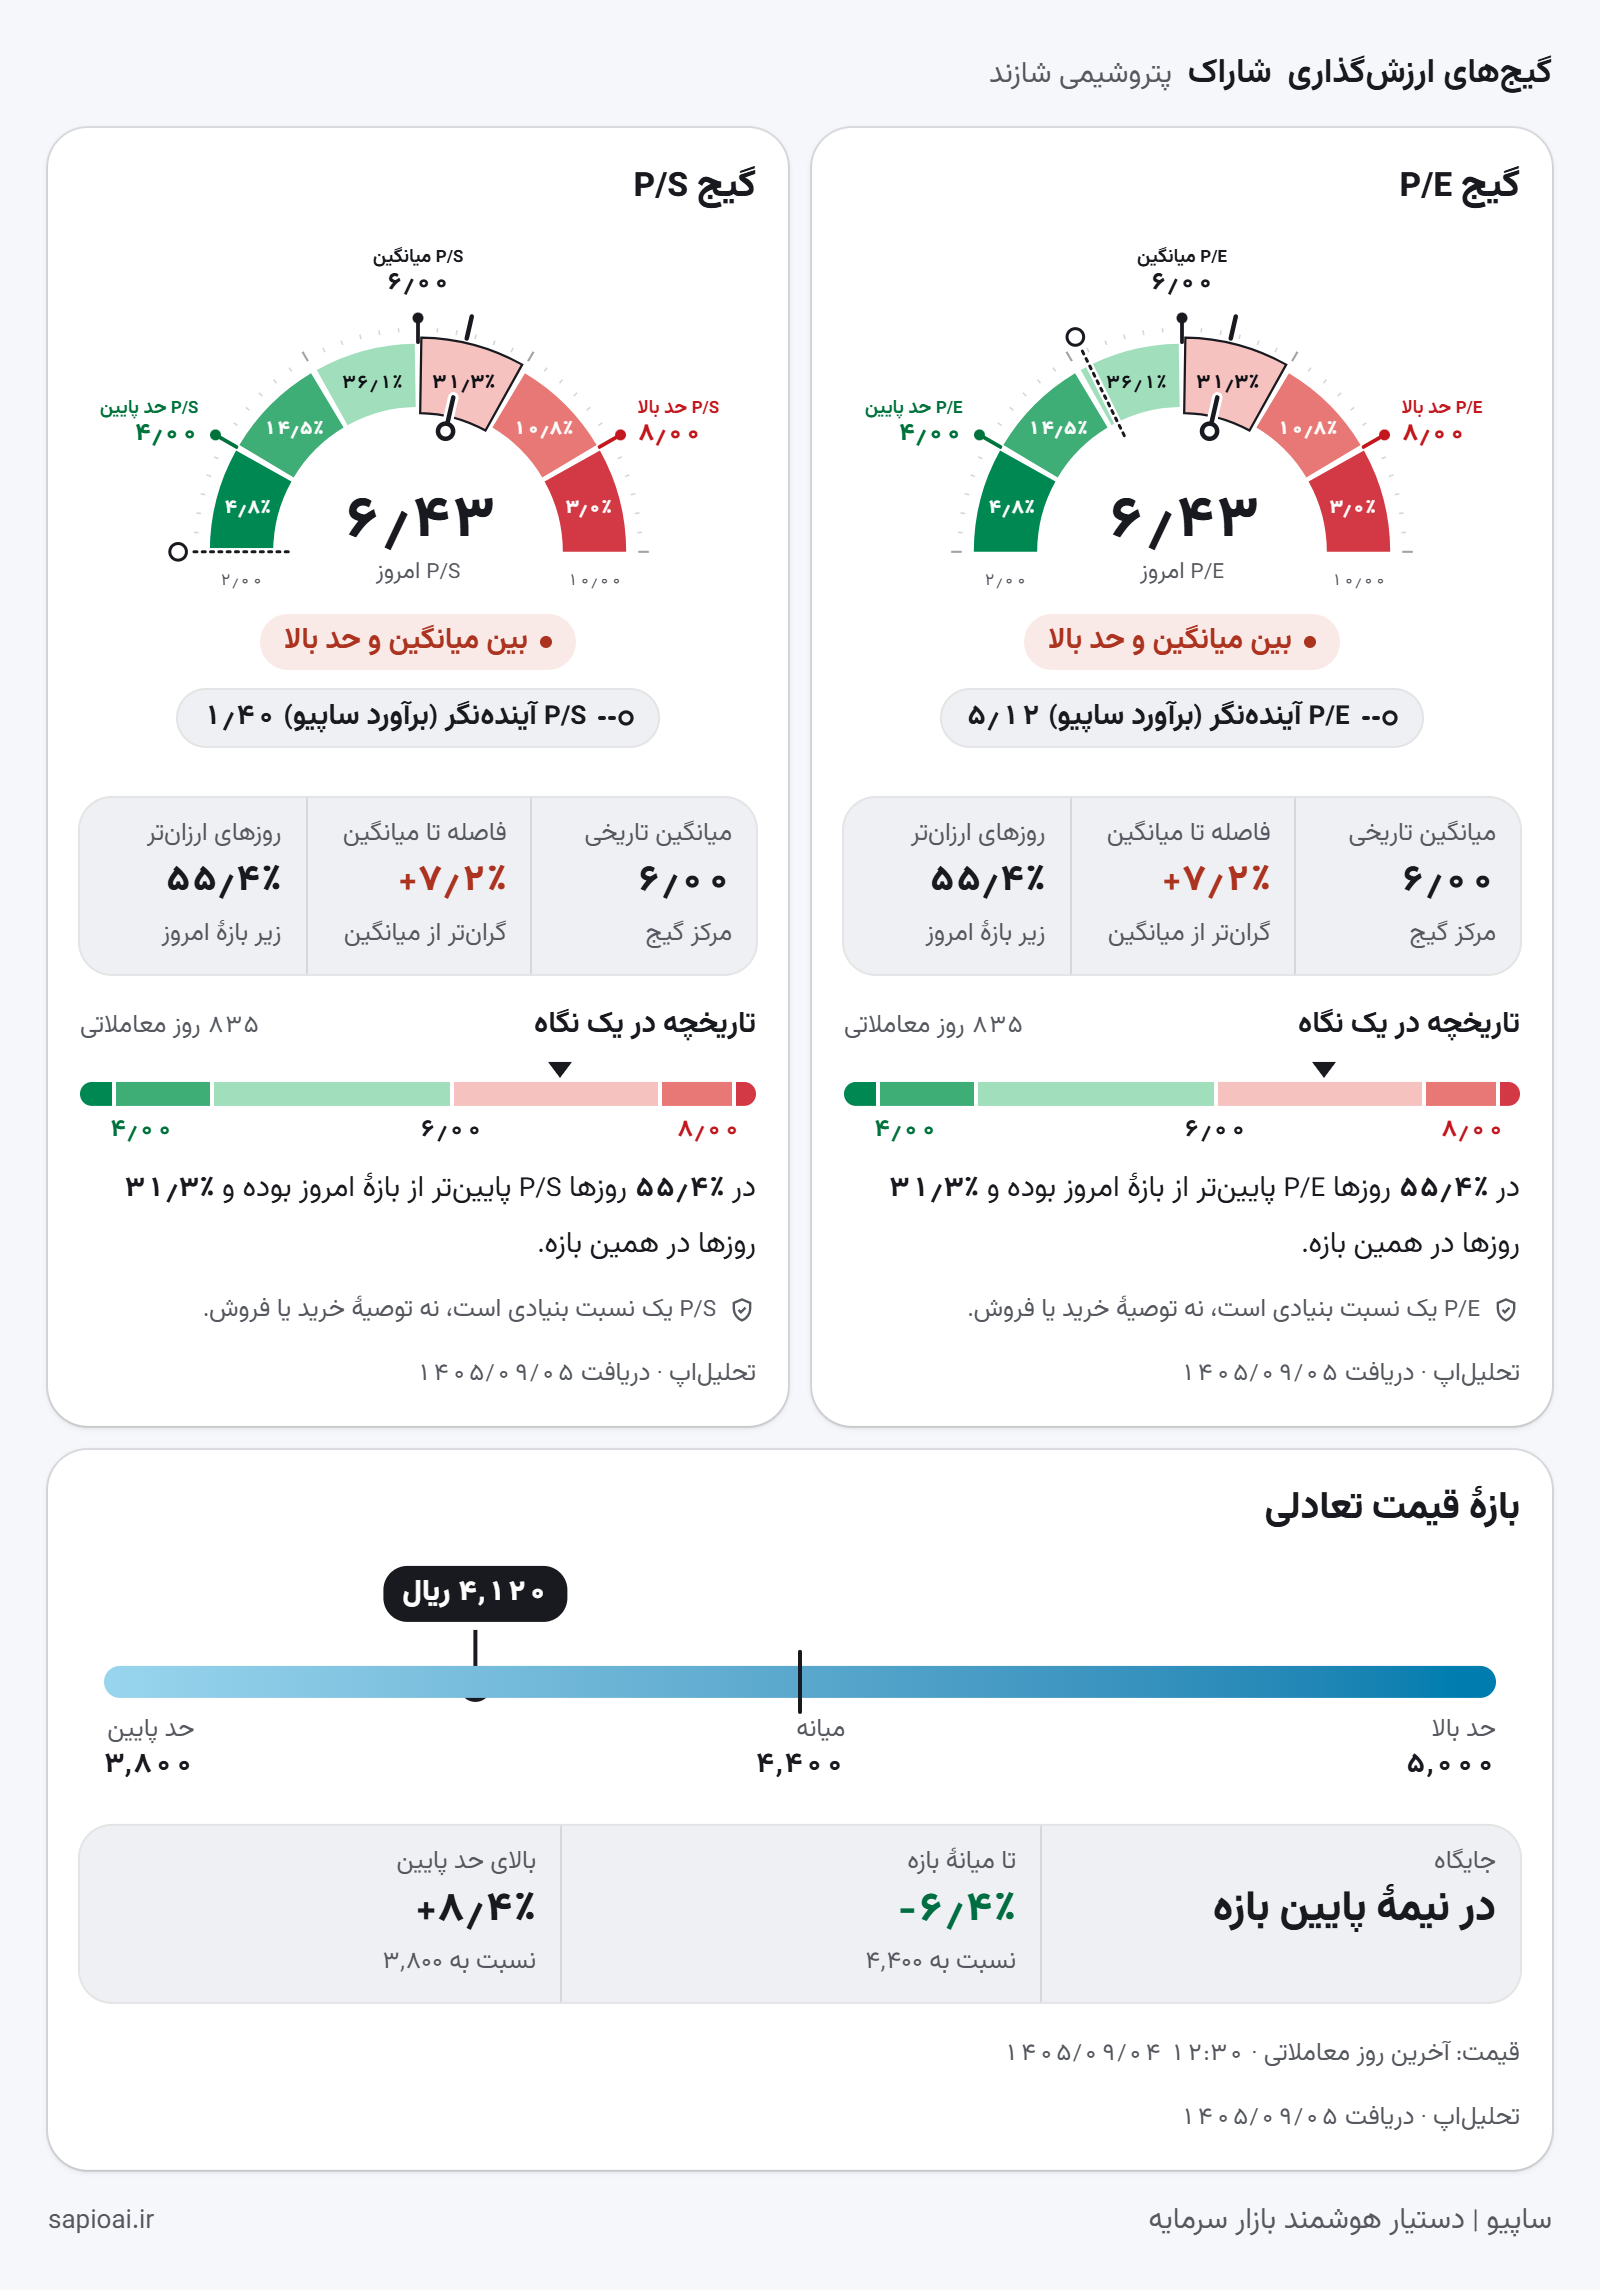 گیج‌های ارزش‌گذاری شاراک پتروشیمی شازند
گیج P/E
P/E میانگین
۶٫۰۰
P/E حد پایین
۴٫۰۰
P/E حد بالا
۸٫۰۰
۴٫۸٪
۱۴٫۵٪
۳۶٫۱٪
۳۱٫۳٪
۱۰٫۸٪
۳٫۰٪
۶٫۴۳
P/E امروز
۲٫۰۰
۱۰٫۰۰
بین میانگین و حد بالا
P/E آینده‌نگر (برآورد ساپیو) ۵٫۱۲
میانگین تاریخی
۶٫۰۰
مرکز گیج
فاصله تا میانگین
+۷٫۲٪
گران‌تر از میانگین
روزهای ارزان‌تر
۵۵٫۴٪
زیر بازهٔ امروز
تاریخچه در یک نگاه
۸۳۵ روز معاملاتی
۴٫۰۰
۶٫۰۰
۸٫۰۰
در ۵۵٫۴٪ روزها P/E پایین‌تر از بازهٔ امروز بوده و ۳۱٫۳٪
روزها در همین بازه.
P/E یک نسبت بنیادی است، نه توصیهٔ خرید یا فروش.
تحلیل‌اپ · دریافت ۱۴۰۵/۰۹/۰۵
گیج P/S
P/S میانگین
۶٫۰۰
P/S حد پایین
۴٫۰۰
P/S حد بالا
۸٫۰۰
۴٫۸٪
۱۴٫۵٪
۳۶٫۱٪
۳۱٫۳٪
۱۰٫۸٪
۳٫۰٪
۶٫۴۳
P/S امروز
۲٫۰۰
۱۰٫۰۰
بین میانگین و حد بالا
P/S آینده‌نگر (برآورد ساپیو) ۱٫۴۰
میانگین تاریخی
۶٫۰۰
مرکز گیج
فاصله تا میانگین
+۷٫۲٪
گران‌تر از میانگین
روزهای ارزان‌تر
۵۵٫۴٪
زیر بازهٔ امروز
تاریخچه در یک نگاه
۸۳۵ روز معاملاتی
۴٫۰۰
۶٫۰۰
۸٫۰۰
در ۵۵٫۴٪ روزها P/S پایین‌تر از بازهٔ امروز بوده و ۳۱٫۳٪
روزها در همین بازه.
P/S یک نسبت بنیادی است، نه توصیهٔ خرید یا فروش.
تحلیل‌اپ · دریافت ۱۴۰۵/۰۹/۰۵
بازهٔ قیمت تعادلی
۴,۱۲۰ ریال
حد بالا
۵,۰۰۰
میانه
۴,۴۰۰
حد پایین
۳,۸۰۰
جایگاه
در نیمهٔ پایین بازه
تا میانهٔ بازه
-۶٫۴٪
نسبت به ۴,۴۰۰
بالای حد پایین
+۸٫۴٪
نسبت به ۳,۸۰۰
قیمت: آخرین روز معاملاتی · ۱۲:۳۰ ۱۴۰۵/۰۹/۰۴
تحلیل‌اپ · دریافت ۱۴۰۵/۰۹/۰۵
ساپیو | دستیار هوشمند بازار سرمایه
sapioai.ir